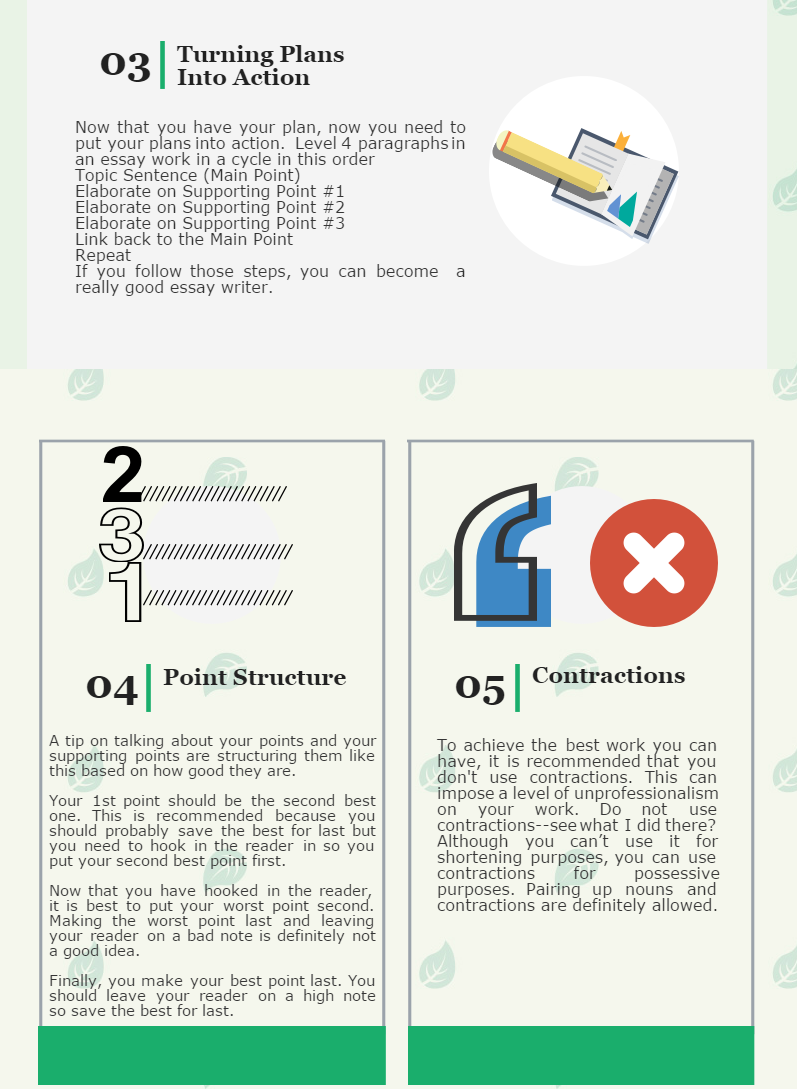 03
Turning Plans
Into Action
Now that you have your plan, now you need to
put your plans into action. Level 4 paragraphs in
an essay work in a cycle in this order
Topic Sentence (Main Point)
Elaborate on Supporting Point #1
Elaborate on Supporting Point #2
Elaborate on Supporting Point #3
Link back to the Main Point
Repeat
If you follow those steps, you can become a
really good essay writer.
2
3
1
04
Point Structure
A tip on talking about your points and your
supporting points are structuring them like
this based on how good they are.
Your 1st point should be the second best
one. This is recommended because you
should probably save the best for last but
you need to hook in the reader in so you
put your second best point first.
Now that you have hooked in the reader,
it is best to put your worst point second.
Making the worst point last and leaving
your reader on a bad note is definitely not
a good idea.
Finally, you make your best point last. You
should leave your reader on a high note
so save the best for last.
05
Contractions
To achieve the best work you can
have, it is recommended that you
don't use contractions. This can
impose a level of unprofessionalism
on your work. Do not use
contractions--see what I did there?
Although you can’t use it for
shortening purposes, you can use
contractions for possessive
purposes. Pairing up nouns and
contractions are definitely allowed.